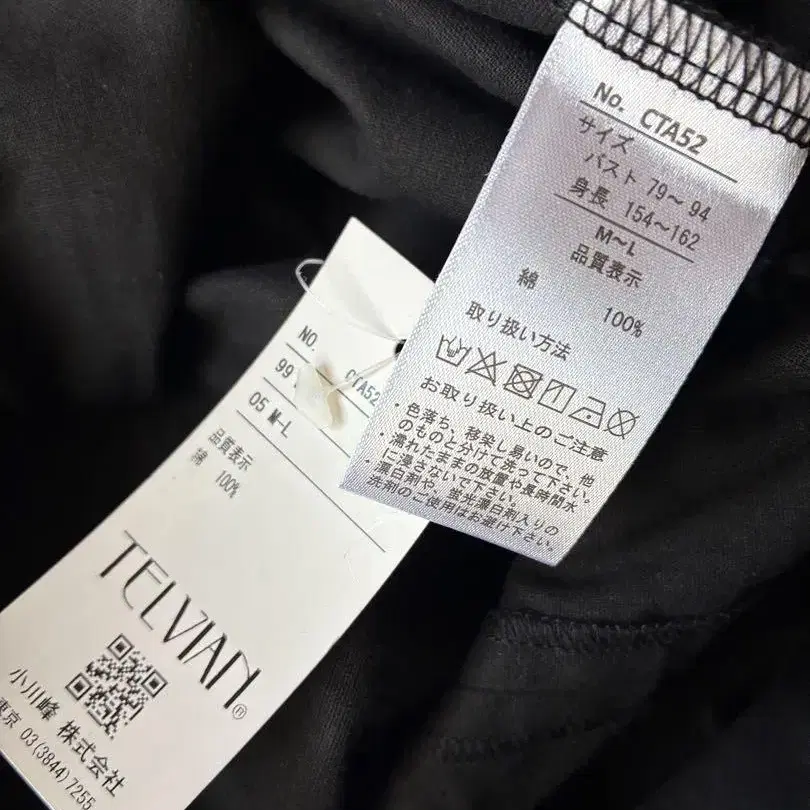 No. CTA52
サイズ
バスト 79～94
身長 154～162
M～L
品質表示
綿 100%
取り扱い方法
お取り扱い上のご注意
・色落ち、移染し易いので、他
のものと分けて洗って下さい。
・濡れたままの放置や長時間水
に浸さないで下さい。
・漂白剤や、蛍光漂白剤入りの
洗剤のご使用はお避け下さい。
NO. CTA52
99
05 M-L
品質表示
綿 100%
TELVIAN®
小川峰 株式会社
東京 03(3844)7255